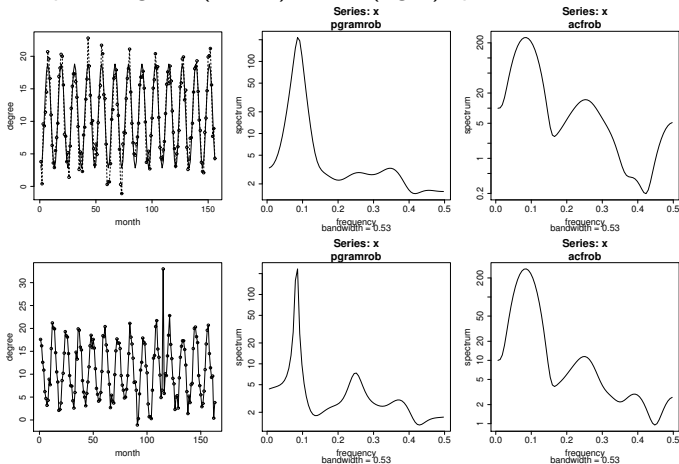 Series: x
pgramrob
Series: x
acfrob
degree
20
15
10
5
0
0
50
100
150
month
spectrum
100
50
20
10
5
2
0.0
0.1
0.2
0.3
0.4
0.5
frequency
bandwidth = 0.53
spectrum
200
20
5
1
0.2
0.0
0.1
0.2
0.3
0.4
0.5
frequency
bandwidth = 0.53
Series: x
pgramrob
Series: x
acfrob
degree
30
25
20
15
10
5
0
0
50
100
150
month
spectrum
100
50
20
10
5
2
0.0
0.1
0.2
0.3
0.4
0.5
frequency
bandwidth = 0.53
spectrum
200
50
20
10
5
2
1
0.0
0.1
0.2
0.3
0.4
0.5
frequency
bandwidth = 0.53